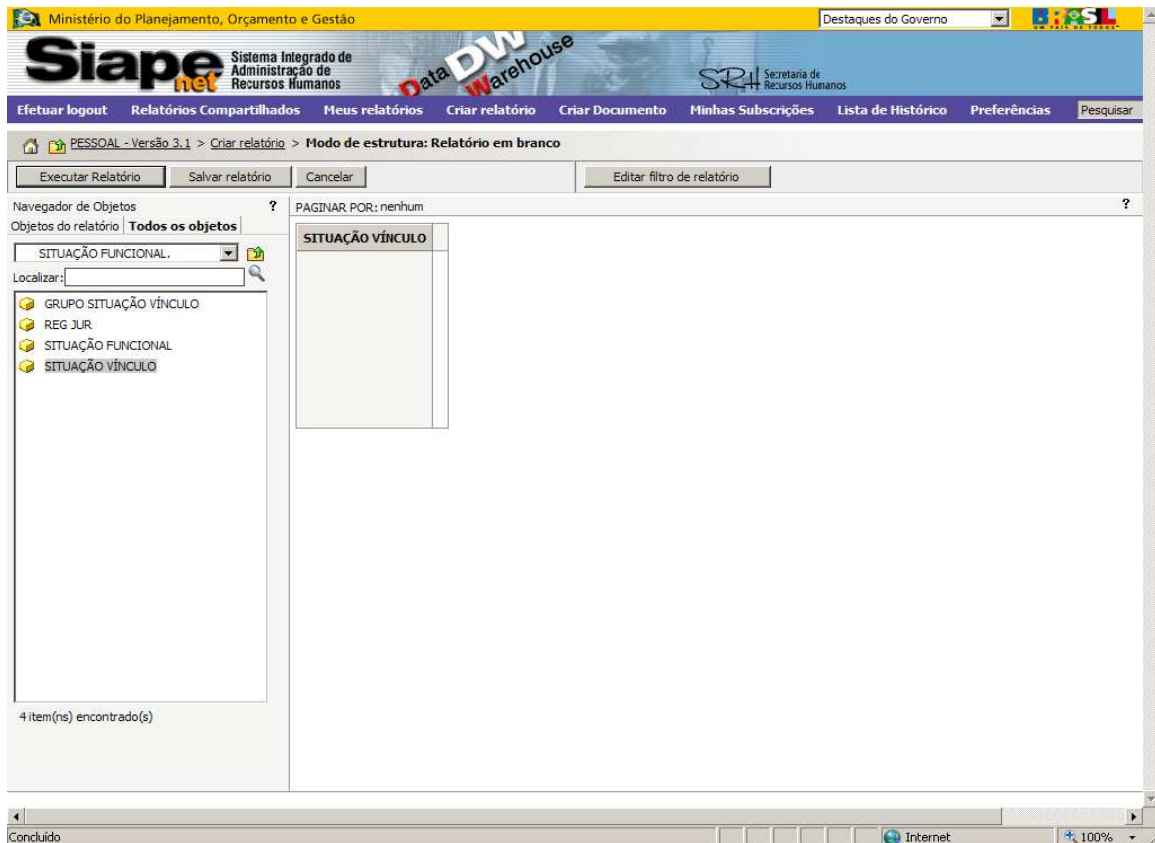 Ministério do Planejamento, Orçamento e Gestão
Destaques do Governo
BRASIL
UM PAÍS DE TODOS
Siape net
Sistema Integrado de
Administração de
Recursos Humanos
Data DW Warehouse
SRH Secretaria de
Recursos Humanos
Efetuar logout Relatórios Compartilhados Meus relatórios Criar relatório Criar Documento Minhas Subscrições Lista de Histórico Preferências Pesquisar
PESSOAL - Versão 3.1 > Criar relatório > Modo de estrutura: Relatório em branco
Executar Relatório Salvar relatório Cancelar Editar filtro de relatório
Navegador de Objetos ?
Objetos do relatório Todos os objetos
SITUAÇÃO FUNCIONAL.
Localizar:
GRUPO SITUAÇÃO VÍNCULO
REG JUR
SITUAÇÃO FUNCIONAL
SITUAÇÃO VÍNCULO
4 item(ns) encontrado(s)
PAGINAR POR: nenhum ?
SITUAÇÃO VÍNCULO
Concluído Internet 100%